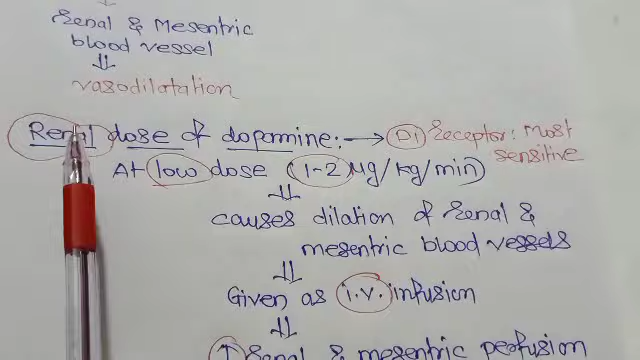 ⇓
Renal & Mesentric
blood vessel
⇓
vasodilatation
Renal dose of dopamine:→ D1 Receptor: Most
sensitive
At low dose (1-2 μg/kg/min)
⇓
causes dilation of Renal &
mesentric blood vessels
⇓
Given as i.v. infusion
⇓
↑ Renal & mesentric perfusion